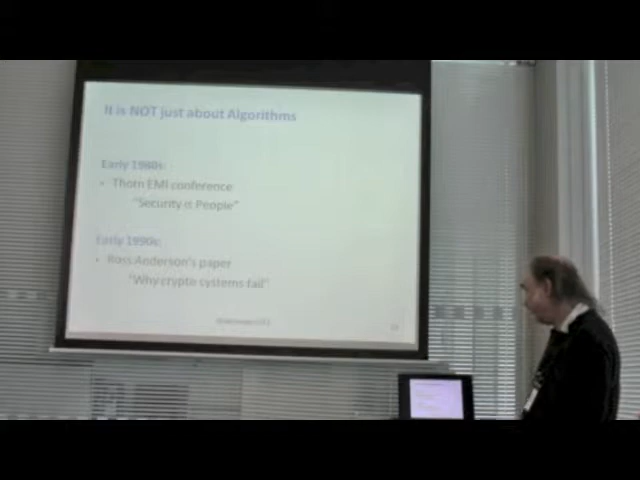 It is NOT just about Algorithms
Early 1980s:
• Thorn EMI conference
"Security is People"
Early 1990s:
• Ross Anderson's paper
"Why crypto systems fail"